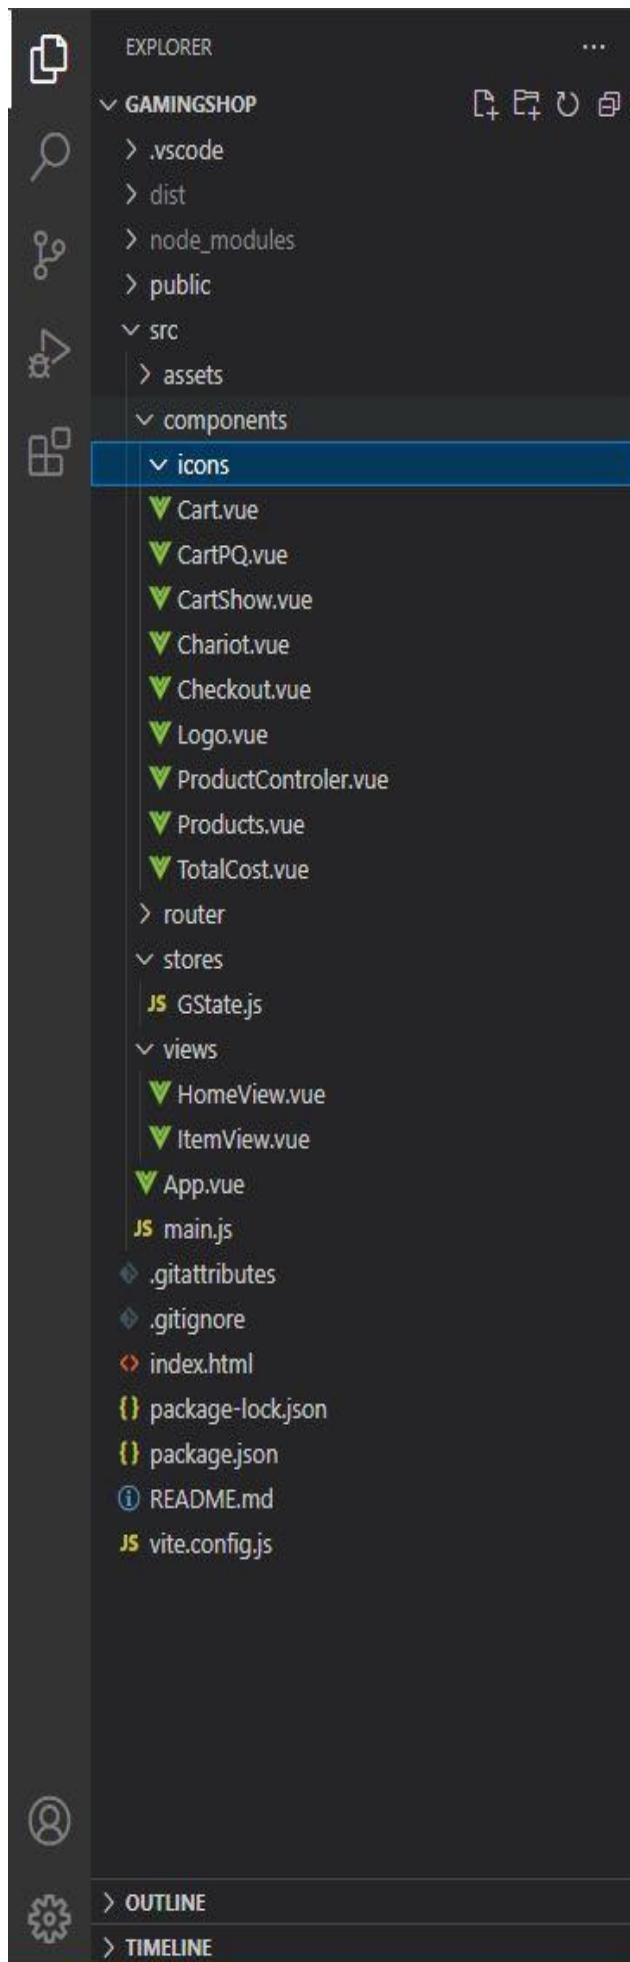 EXPLORER
GAMINGSHOP
.vscode
dist
node_modules
public
src
assets
components
icons
Cart.vue
CartPQ.vue
CartShow.vue
Chariot.vue
Checkout.vue
Logo.vue
ProductControler.vue
Products.vue
TotalCost.vue
router
stores
JS GState.js
views
HomeView.vue
ItemView.vue
App.vue
JS main.js
.gitattributes
.gitignore
index.html
{} package-lock.json
{} package.json
README.md
JS vite.config.js
OUTLINE
TIMELINE